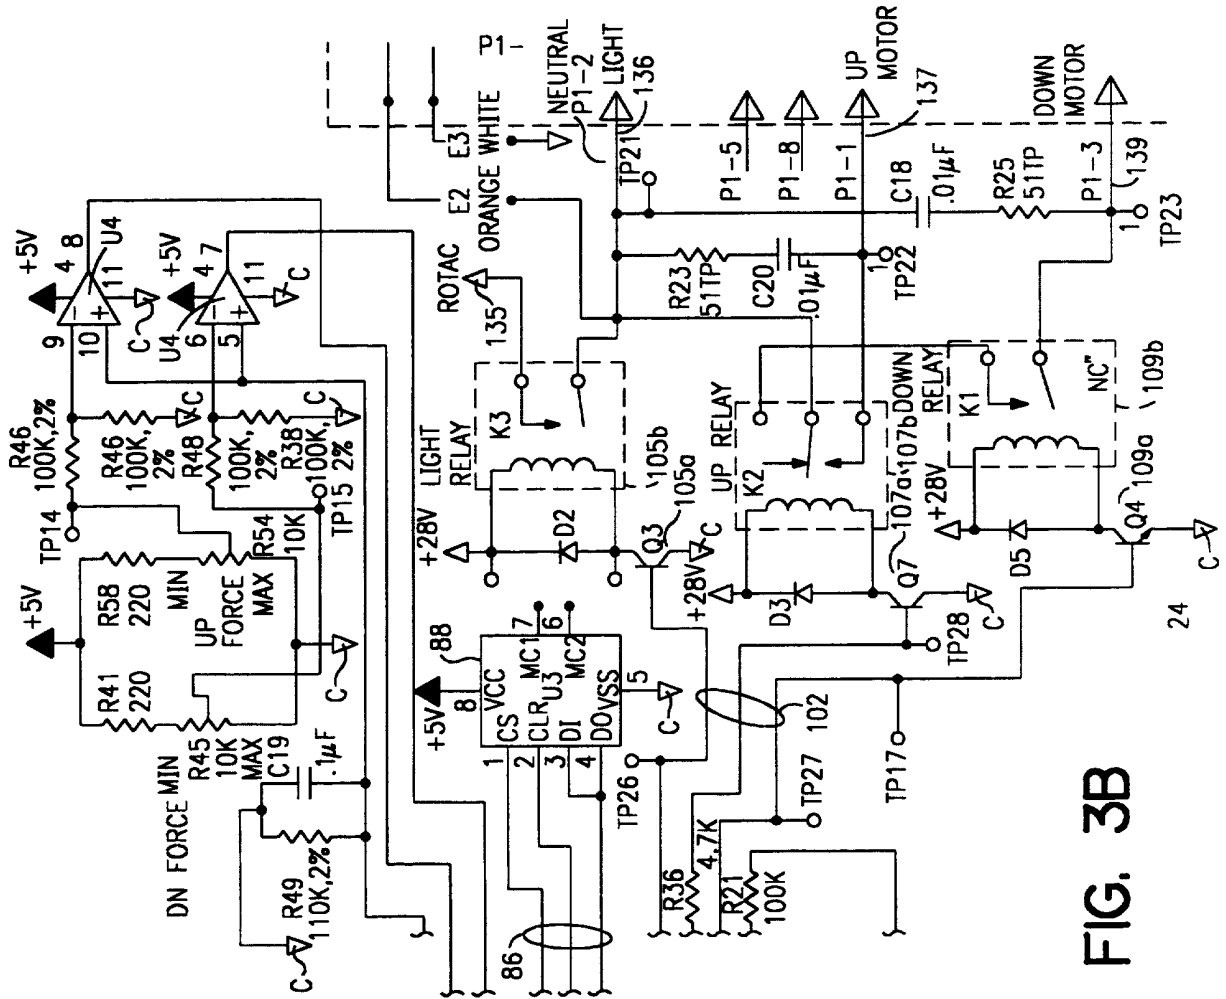 +5V
R41
220
R58
220
DN FORCE
MIN
R45
10K
MAX
MIN
UP
FORCE
MAX
R54
10K
TP14
TP15
C
R46
100K,2%
R46
100K,
2%
C
R48
100K,
2%
R38
100K,
2%
C
9
10
+5V
4
8
11
U4
C
-
+
6
5
+5V
4
7
11
U4
C
-
+
C19
.1µF
R49
110K,2%
C
86
+5V
8
88
VCC
CS
CLR
DI
DO
U3
MC1
MC2
VSS
1
2
3
4
7
6
5
C
TP26
LIGHT
RELAY
+28V
D2
K3
105b
105a
Q3
C
ROTAC
135
E2
ORANGE
E3
WHITE
P1-
NEUTRAL
P1-2
LIGHT
136
TP21
P1-5
P1-8
P1-1
UP
MOTOR
137
R23
51TP
C20
.01µF
1
TP22
C18
.01µF
R25
51TP
P1-3
DOWN
MOTOR
139
1
TP23
UP RELAY
+28V
K2
D3
107a
107b
Q7
TP28
C
DOWN
RELAY
+28V
K1
NC"
D5
109b
109a
Q4
C
24
102
R36
4.7K
R21
100K
TP27
TP17
FIG. 3B